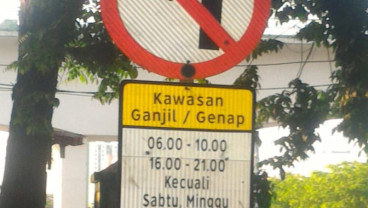 Kawasan
Ganjil / Genap
06.00 - 10.00
16.00 - 21.00
Kecuali
Sabtu, Minggu